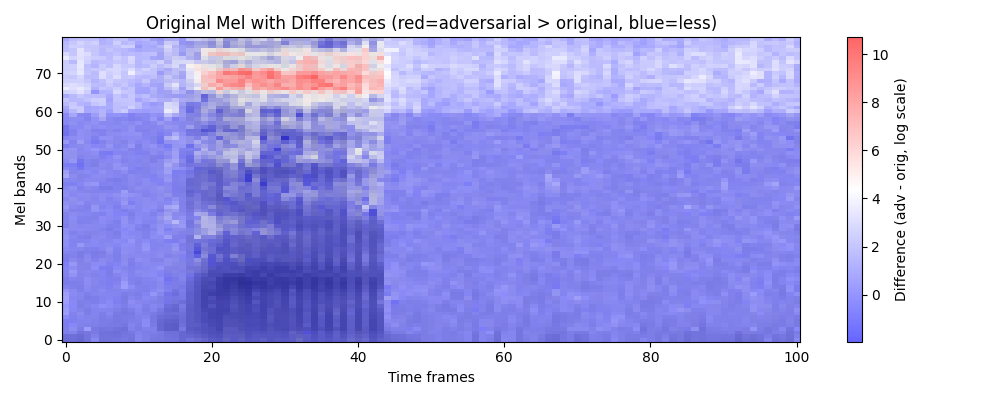 Original Mel with Differences (red=adversarial > original, blue=less)
Mel bands
70
60
50
40
30
20
10
0
0 20 40 60 80 100
Time frames
10
8
6
4
2
0
Difference (adv - orig, log scale)